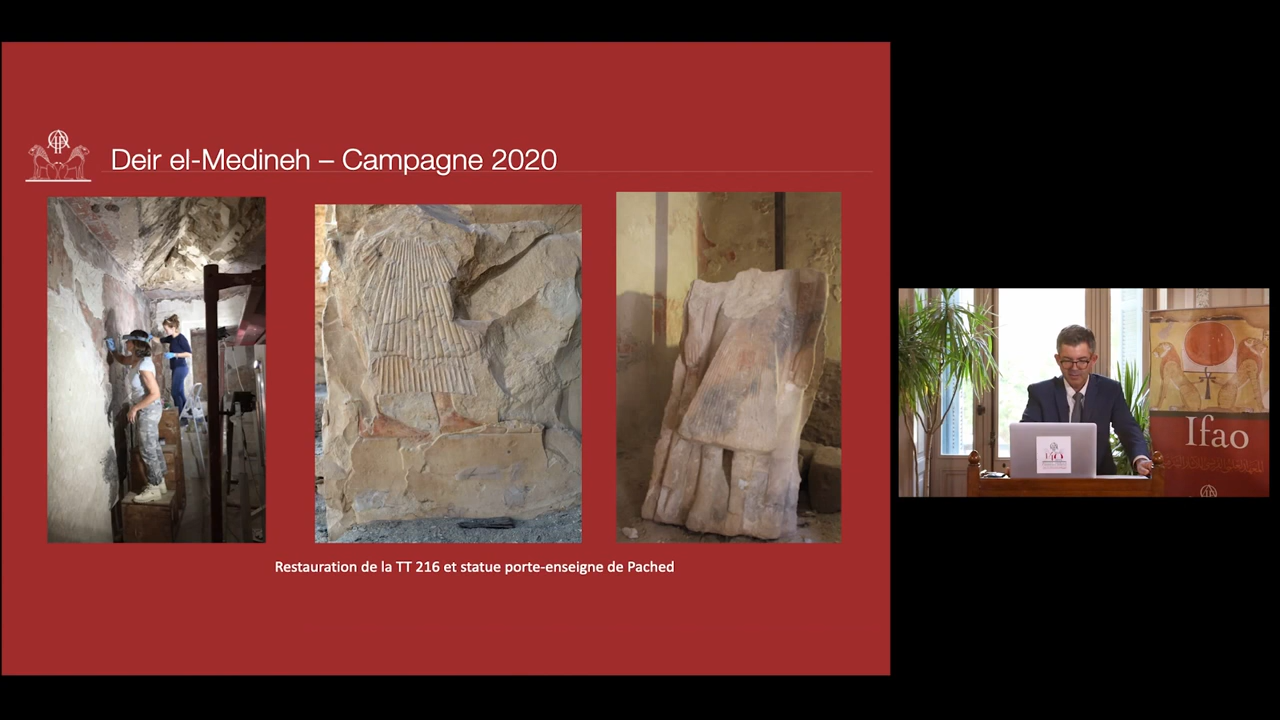 Deir el-Medineh – Campagne 2020
Restauration de la TT 216 et statue porte-enseigne de Pached
Ifao